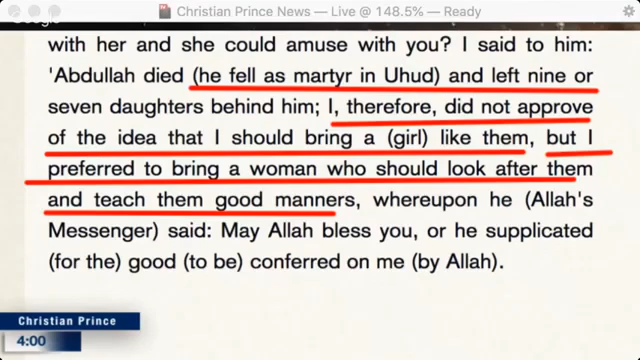 Christian Prince News — Live @ 148.5% — Ready
with her and she could amuse with you? I said to him:
'Abdullah died (he fell as martyr in Uhud) and left nine or
seven daughters behind him; I, therefore, did not approve
of the idea that I should bring a (girl) like them, but I
preferred to bring a woman who should look after them
and teach them good manners, whereupon he (Allah's
Messenger) said: May Allah bless you, or he supplicated
(for the) good (to be) conferred on me (by Allah).
Christian Prince
4:00